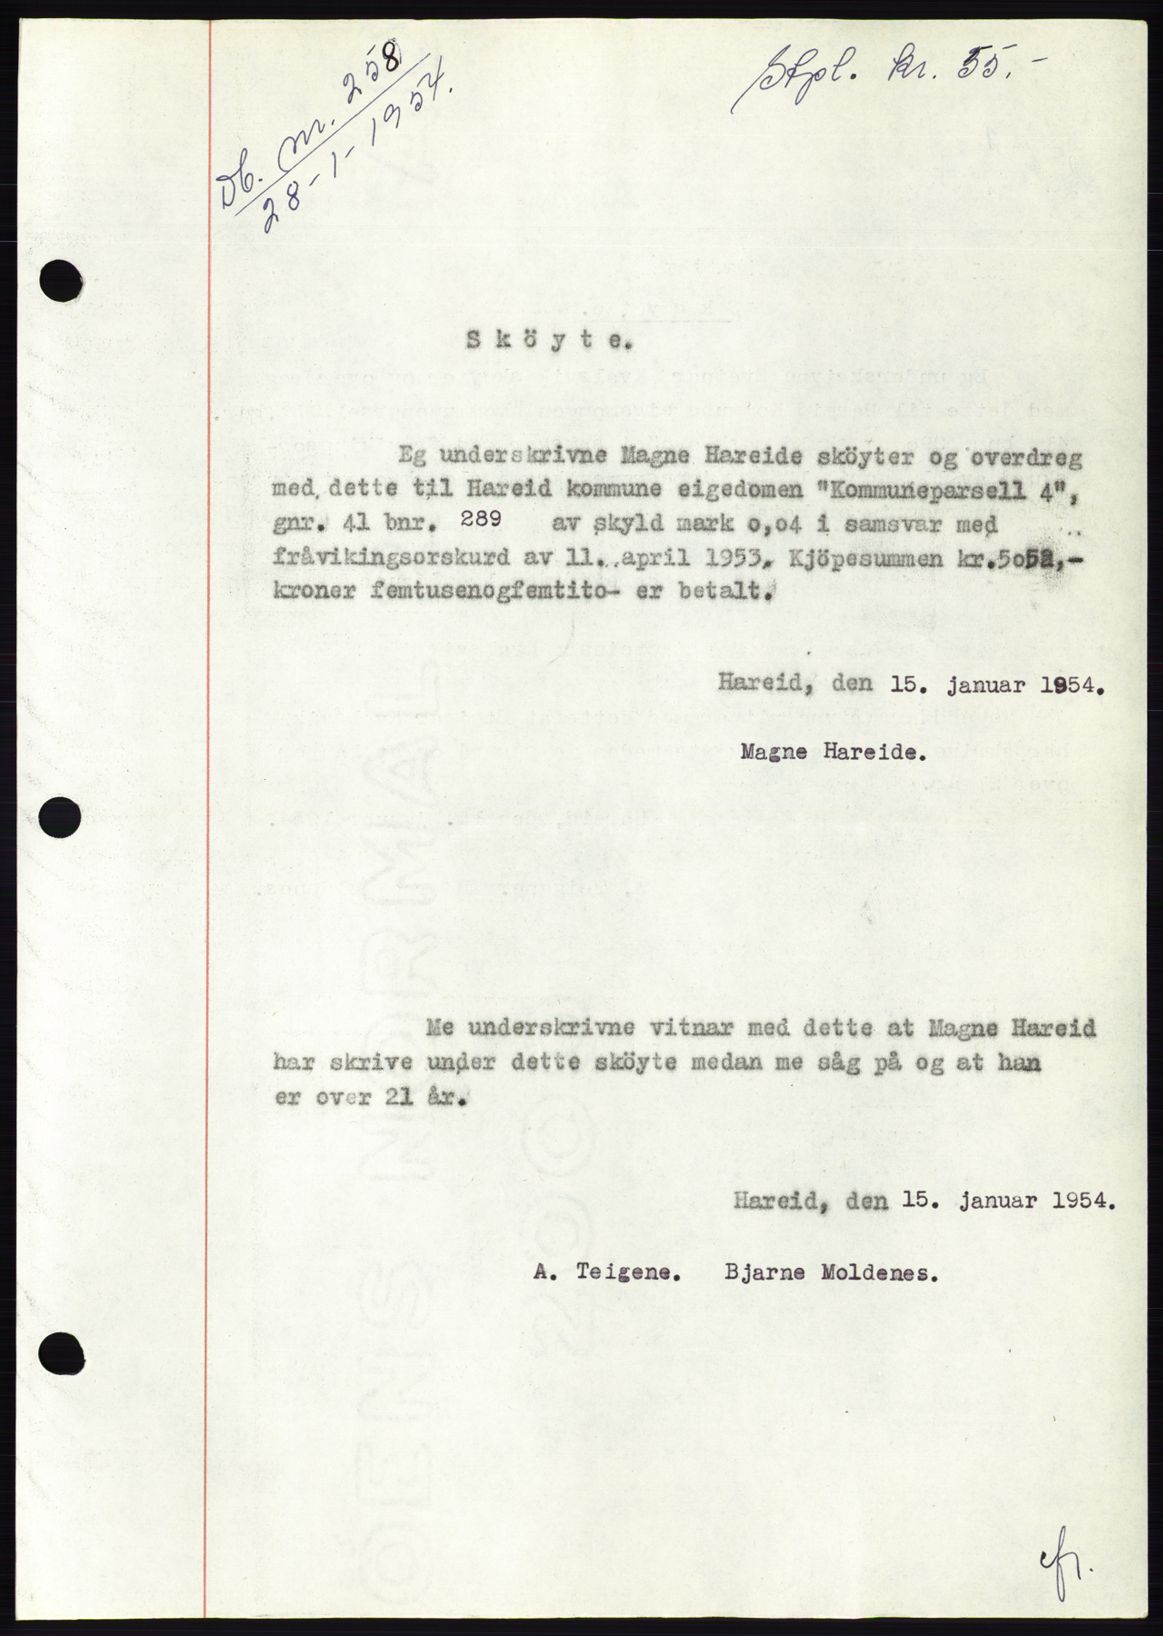 Db. nr. 258
28-1-1954.
Stpl. kr. 55.-
Sköyte.
Eg underskrivne Magne Hareide sköyter og overdreg
med dette til Hareid kommune eigedomen "Kommuneparsell 4",
gnr. 41 bnr. 289 av skyld mark o,o4 i samsvar med
fråvikingsorskurd av 11. april 1953. Kjöpesummen kr.5o52,-
kroner femtusenogfemtito- er betalt.
Hareid, den 15. januar 1954.
Magne Hareide.
Me underskrivne vitnar med dette at Magne Hareid
har skrive under dette sköyte medan me såg på og at han
er over 21 år.
Hareid, den 15. januar 1954.
A. Teigene. Bjarne Moldenes.